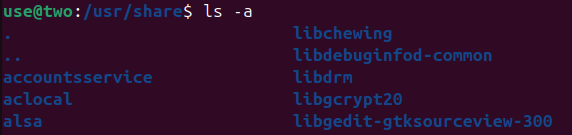 use@two:/usr/share$ ls -a
. libchewing
.. libdebuginfod-common
accountsservice libdrm
aclocal libgcrypt20
alsa libgedit-gtksourceview-300